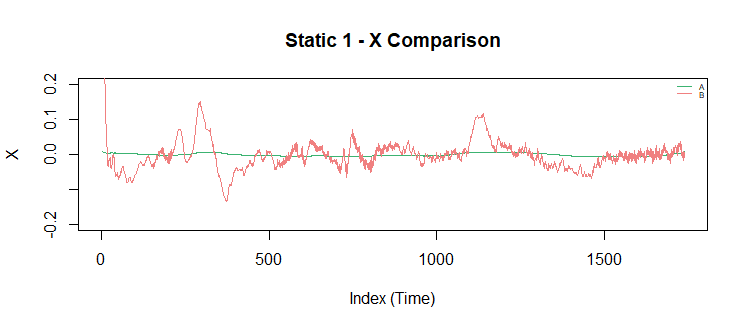 Static 1 - X Comparison
A
B
0.2
0.1
0.0
-0.2
X
0 500 1000 1500
Index (Time)